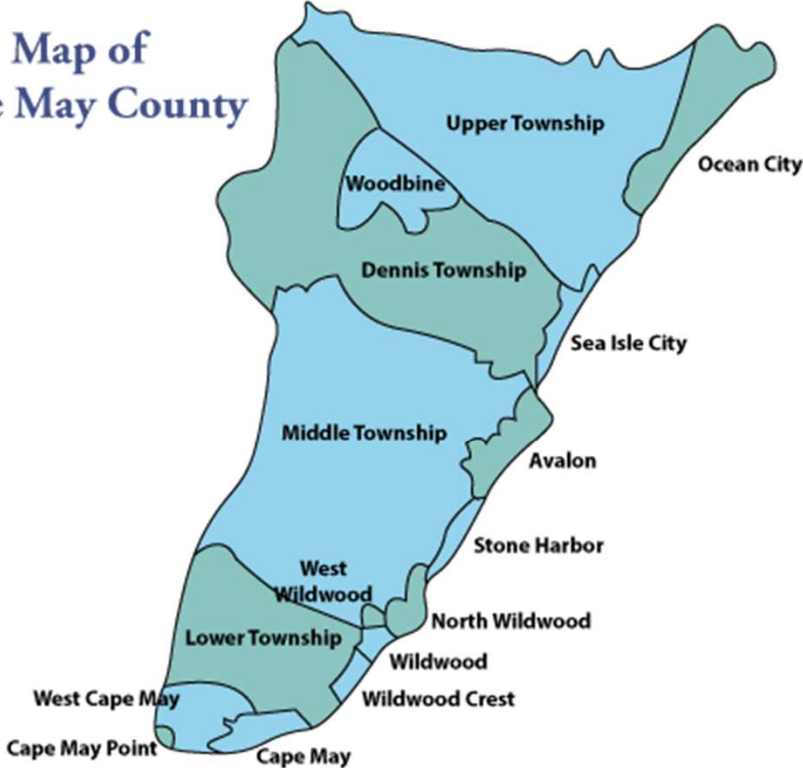 Map of
May County
Upper Township
Ocean City
Woodbine
Dennis Township
Sea Isle City
Middle Township
Avalon
Stone Harbor
West
Wildwood
North Wildwood
Lower Township
Wildwood
West Cape May
Wildwood Crest
Cape May Point
Cape May